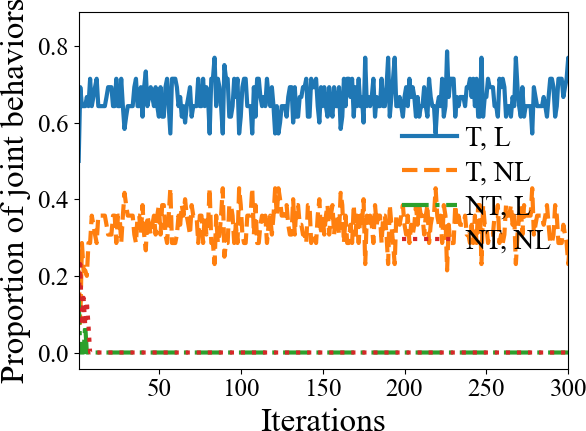 Proportion of joint behaviors
0.8
0.6
0.4
0.2
0.0
T, L
T, NL
NT, L
NT, NL
50
100
150
200
250
300
Iterations